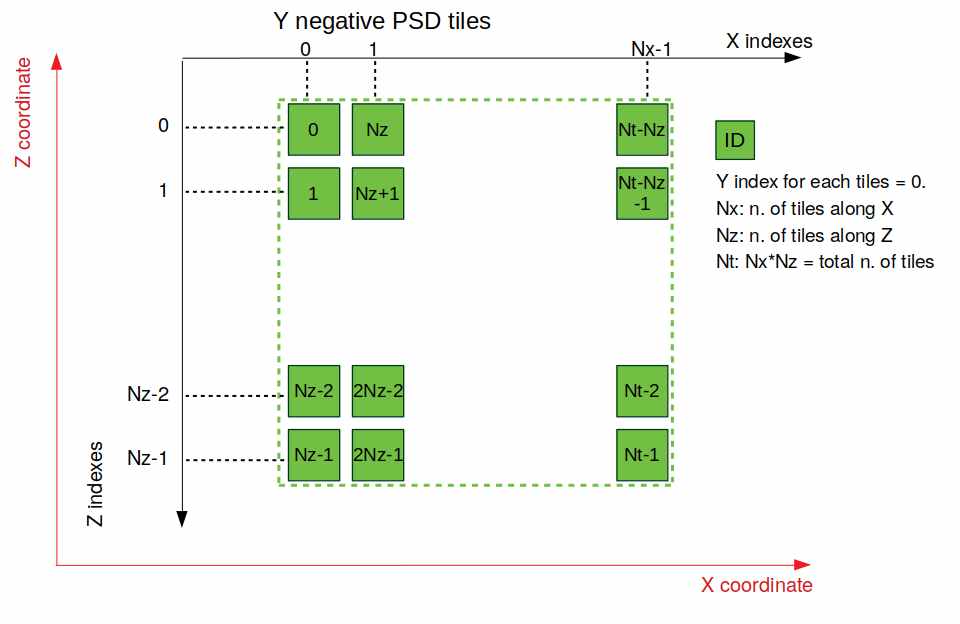 Y negative PSD tiles
0 1 Nx-1
X indexes
Z coordinate
0
0 Nz Nt-Nz
ID
1
1 Nz+1 Nt-Nz
-1
Y index for each tiles = 0.
Nx: n. of tiles along X
Nz: n. of tiles along Z
Nt: Nx*Nz = total n. of tiles
Nz-2
Nz-2 2Nz-2 Nt-2
Nz-1
Nz-1 2Nz-1 Nt-1
Z indexes
X coordinate